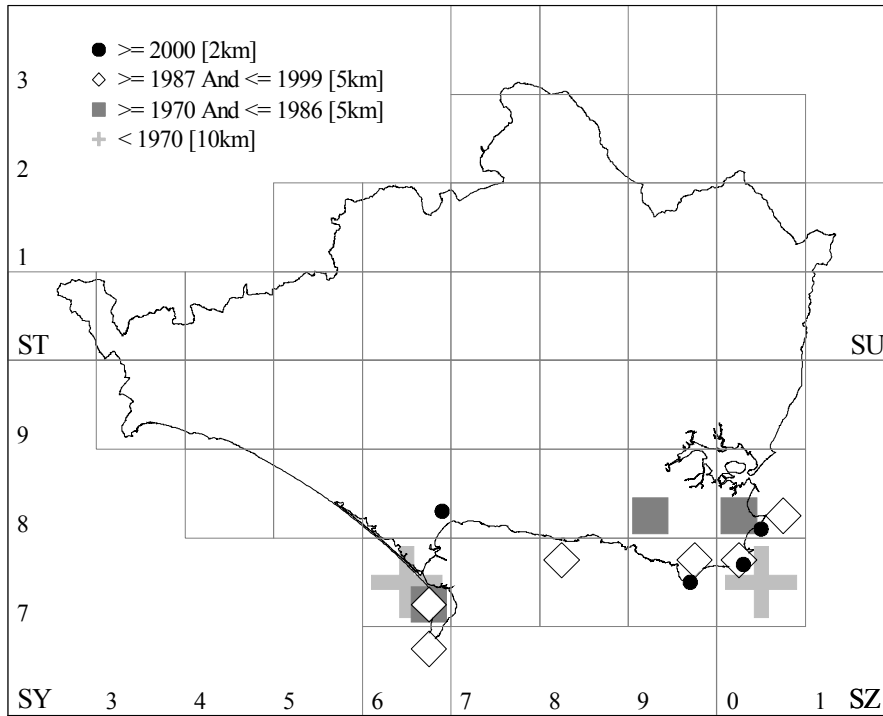 >= 2000 [2km]
>= 1987 And <= 1999 [5km]
>= 1970 And <= 1986 [5km]
< 1970 [10km]
3
2
1
ST SU
9
8
7
SY 3 4 5 6 7 8 9 0 1 SZ